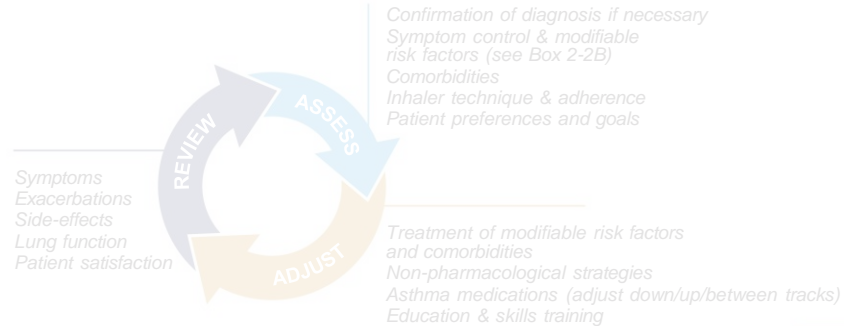 Confirmation of diagnosis if necessary
Symptom control & modifiable
risk factors (see Box 2-2B)
Comorbidities
Inhaler technique & adherence
Patient preferences and goals
ASSESS
REVIEW
Symptoms
Exacerbations
Side-effects
Lung function
Patient satisfaction
ADJUST
Treatment of modifiable risk factors
and comorbidities
Non-pharmacological strategies
Asthma medications (adjust down/up/between tracks)
Education & skills training